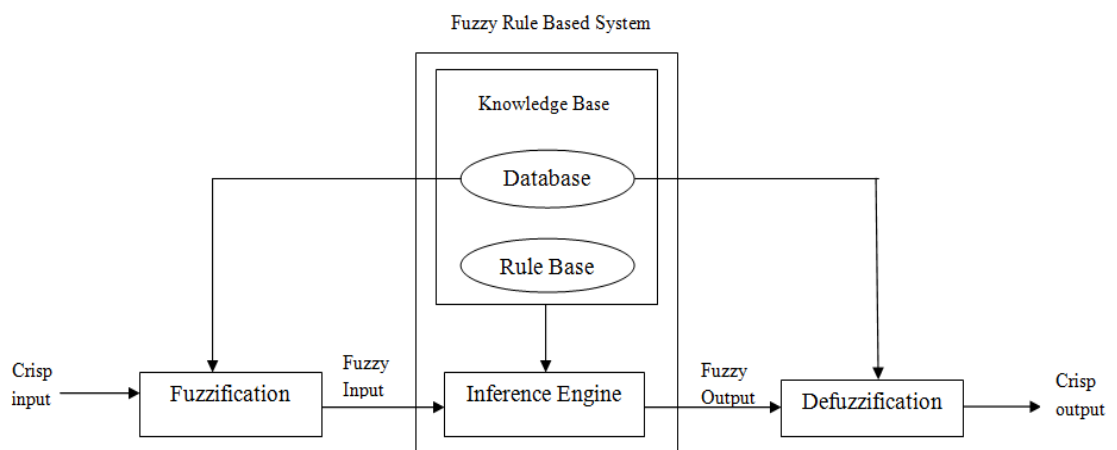 Fuzzy Rule Based System
Knowledge Base
Database
Rule Base
Crisp
input
Fuzzification
Fuzzy
Input
Inference Engine
Fuzzy
Output
Defuzzification
Crisp
output